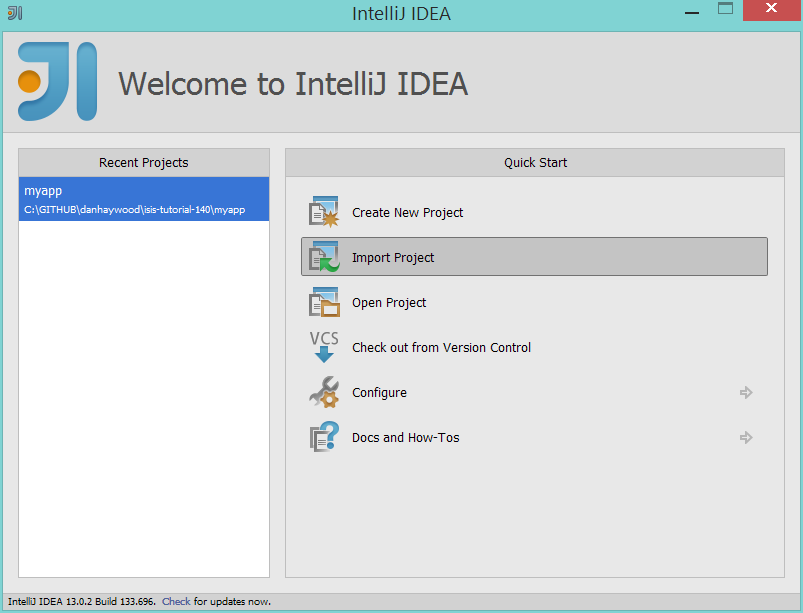 IntelliJ IDEA
Welcome to IntelliJ IDEA
Recent Projects
myapp
C:\GITHUB\danhaywood\isis-tutorial-140\myapp
Quick Start
Create New Project
Import Project
Open Project
VCS
Check out from Version Control
Configure
Docs and How-Tos
IntelliJ IDEA 13.0.2 Build 133.696. Check for updates now.